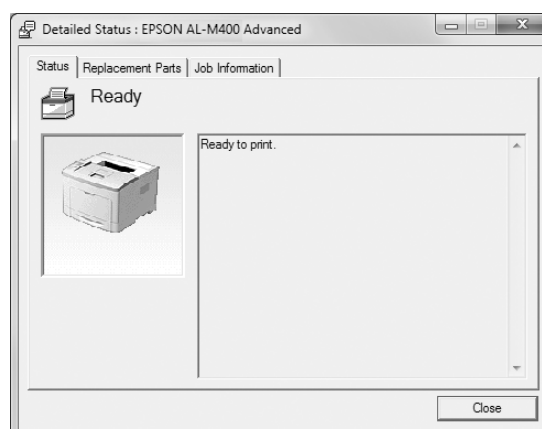 Detailed Status : EPSON AL-M400 Advanced
Status Replacement Parts Job Information
Ready
Ready to print.
Close